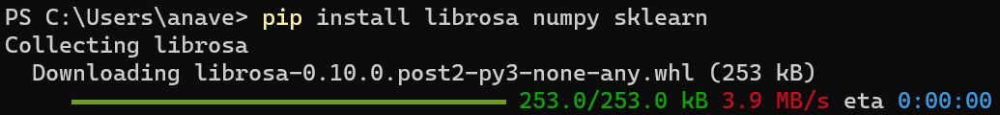 PS C:\Users\anave> pip install librosa numpy sklearn
Collecting librosa
  Downloading librosa-0.10.0.post2-py3-none-any.whl (253 kB)
     253.0/253.0 kB 3.9 MB/s eta 0:00:00